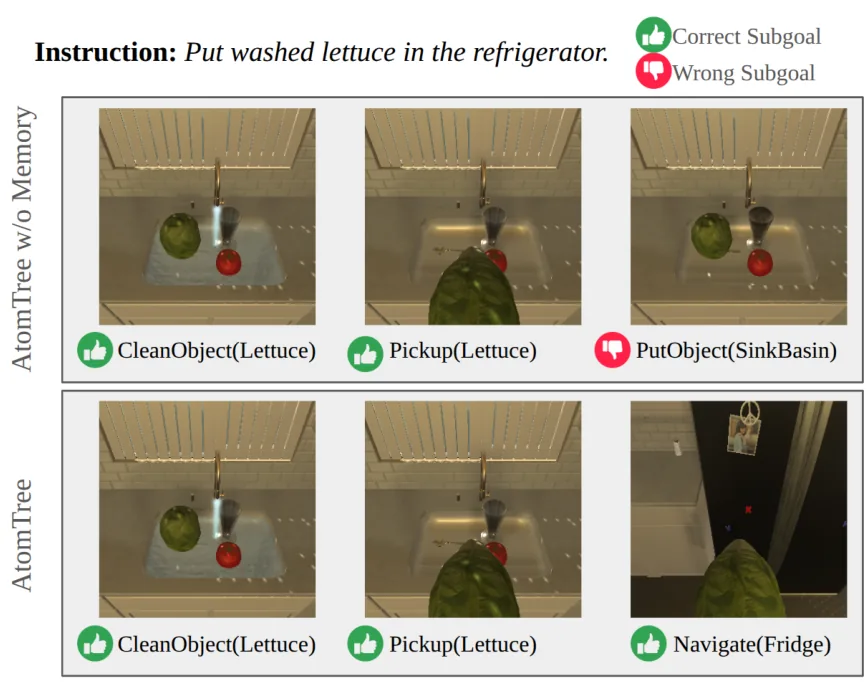 Instruction: Put washed lettuce in the refrigerator.
Correct Subgoal
Wrong Subgoal
AtomTree w/o Memory
CleanObject(Lettuce)
Pickup(Lettuce)
PutObject(SinkBasin)
AtomTree
CleanObject(Lettuce)
Pickup(Lettuce)
Navigate(Fridge)